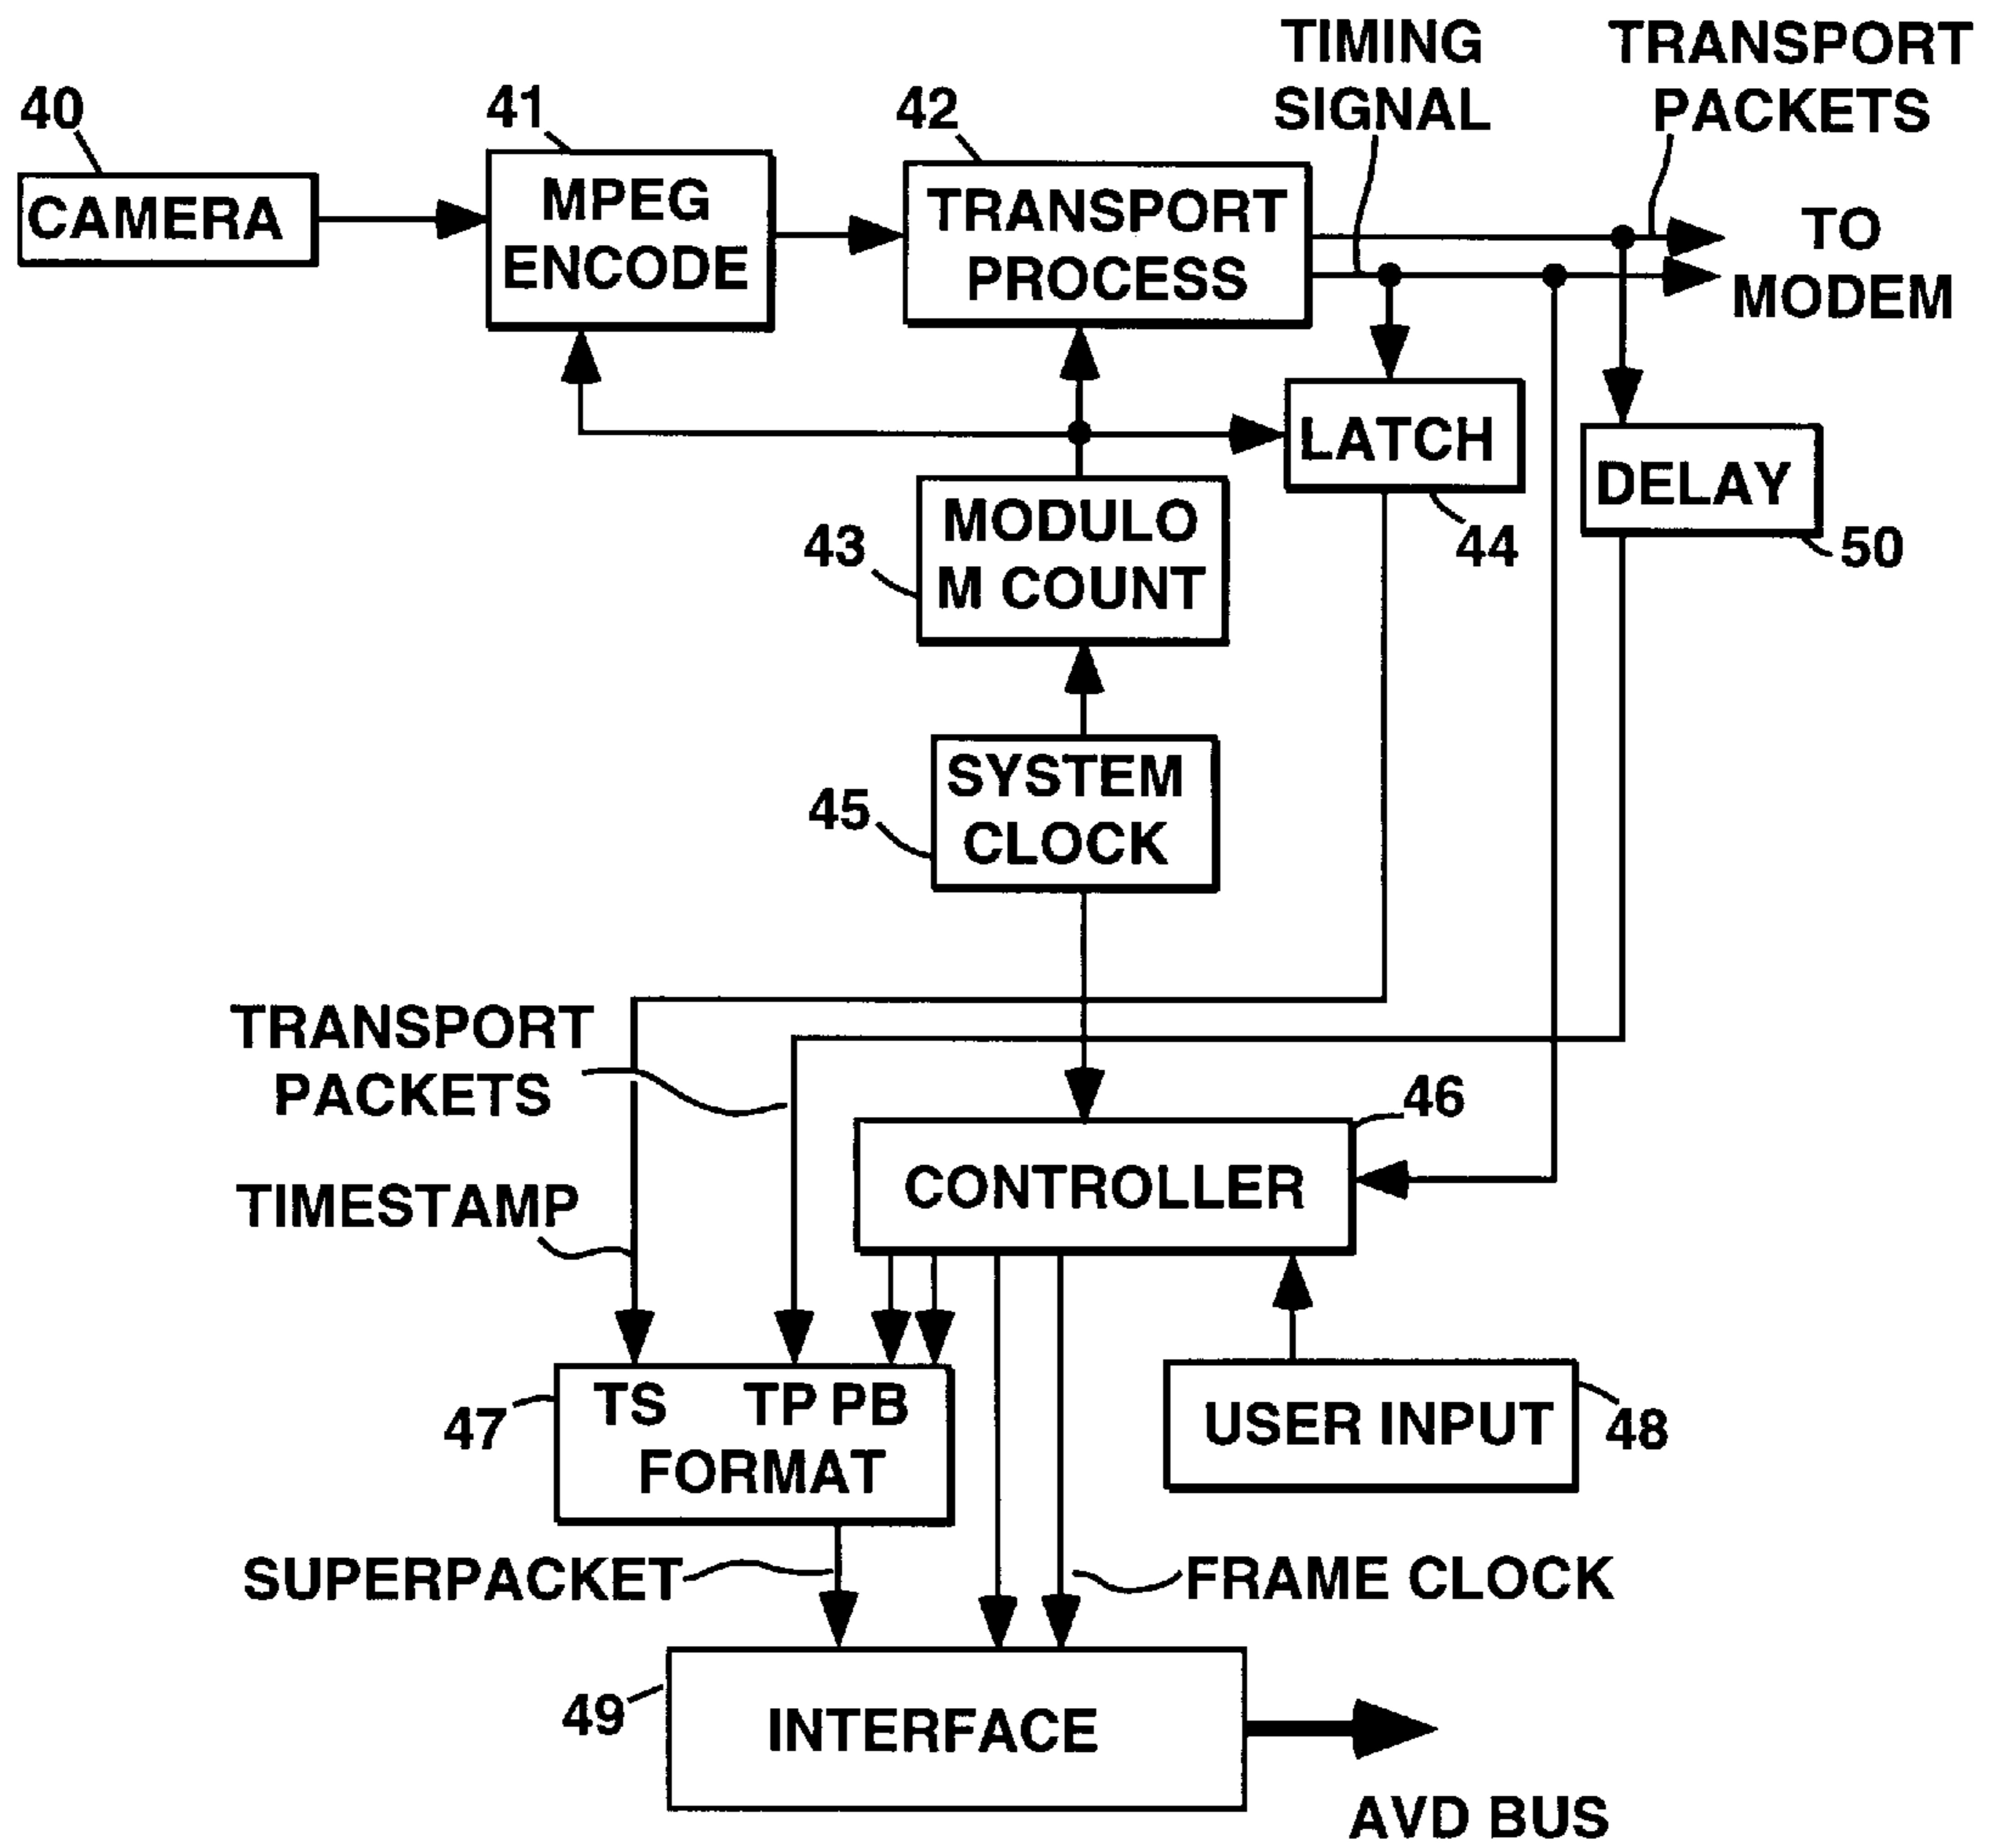 TIMING
SIGNAL
TRANSPORT
PACKETS
40
41
42
CAMERA
MPEG
ENCODE
TRANSPORT
PROCESS
TO
MODEM
LATCH
44
DELAY
50
43
MODULO
M COUNT
45
SYSTEM
CLOCK
TRANSPORT
PACKETS
46
CONTROLLER
TIMESTAMP
47
TS TP PB
FORMAT
USER INPUT
48
SUPERPACKET
FRAME CLOCK
49
INTERFACE
AVD BUS